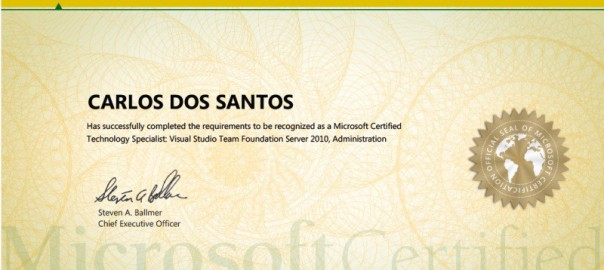 CARLOS DOS SANTOS
Has successfully completed the requirements to be recognized as a Microsoft Certified
Technology Specialist: Visual Studio Team Foundation Server 2010, Administration
OFFICIAL SEAL OF MICROSOFT CERTIFICATION
Steven A Ballmer
Steven A. Ballmer
Chief Executive Officer
Microsoft Certified